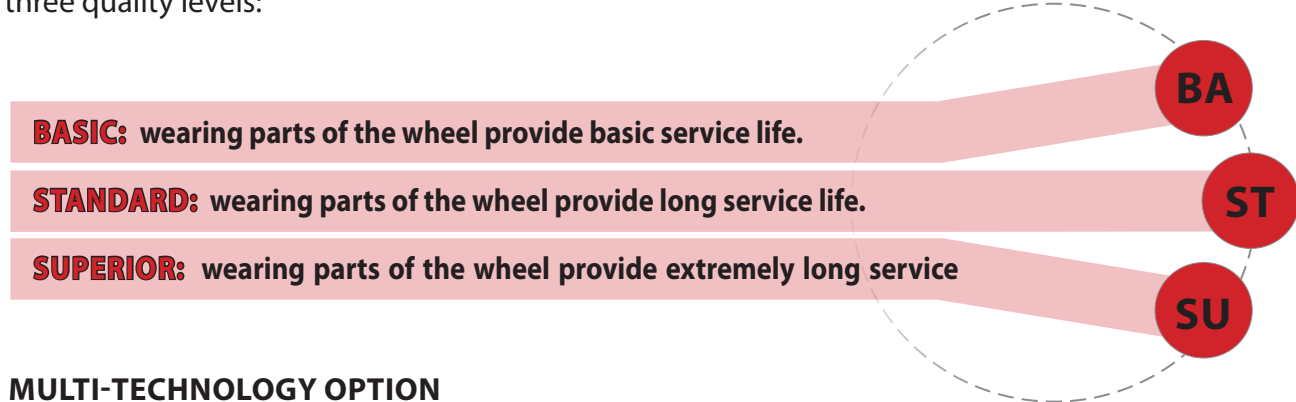 three quality levels:
BASIC: wearing parts of the wheel provide basic service life.
BA
STANDARD: wearing parts of the wheel provide long service life.
ST
SUPERIOR: wearing parts of the wheel provide extremely long service
SU
MULTI-TECHNOLOGY OPTION